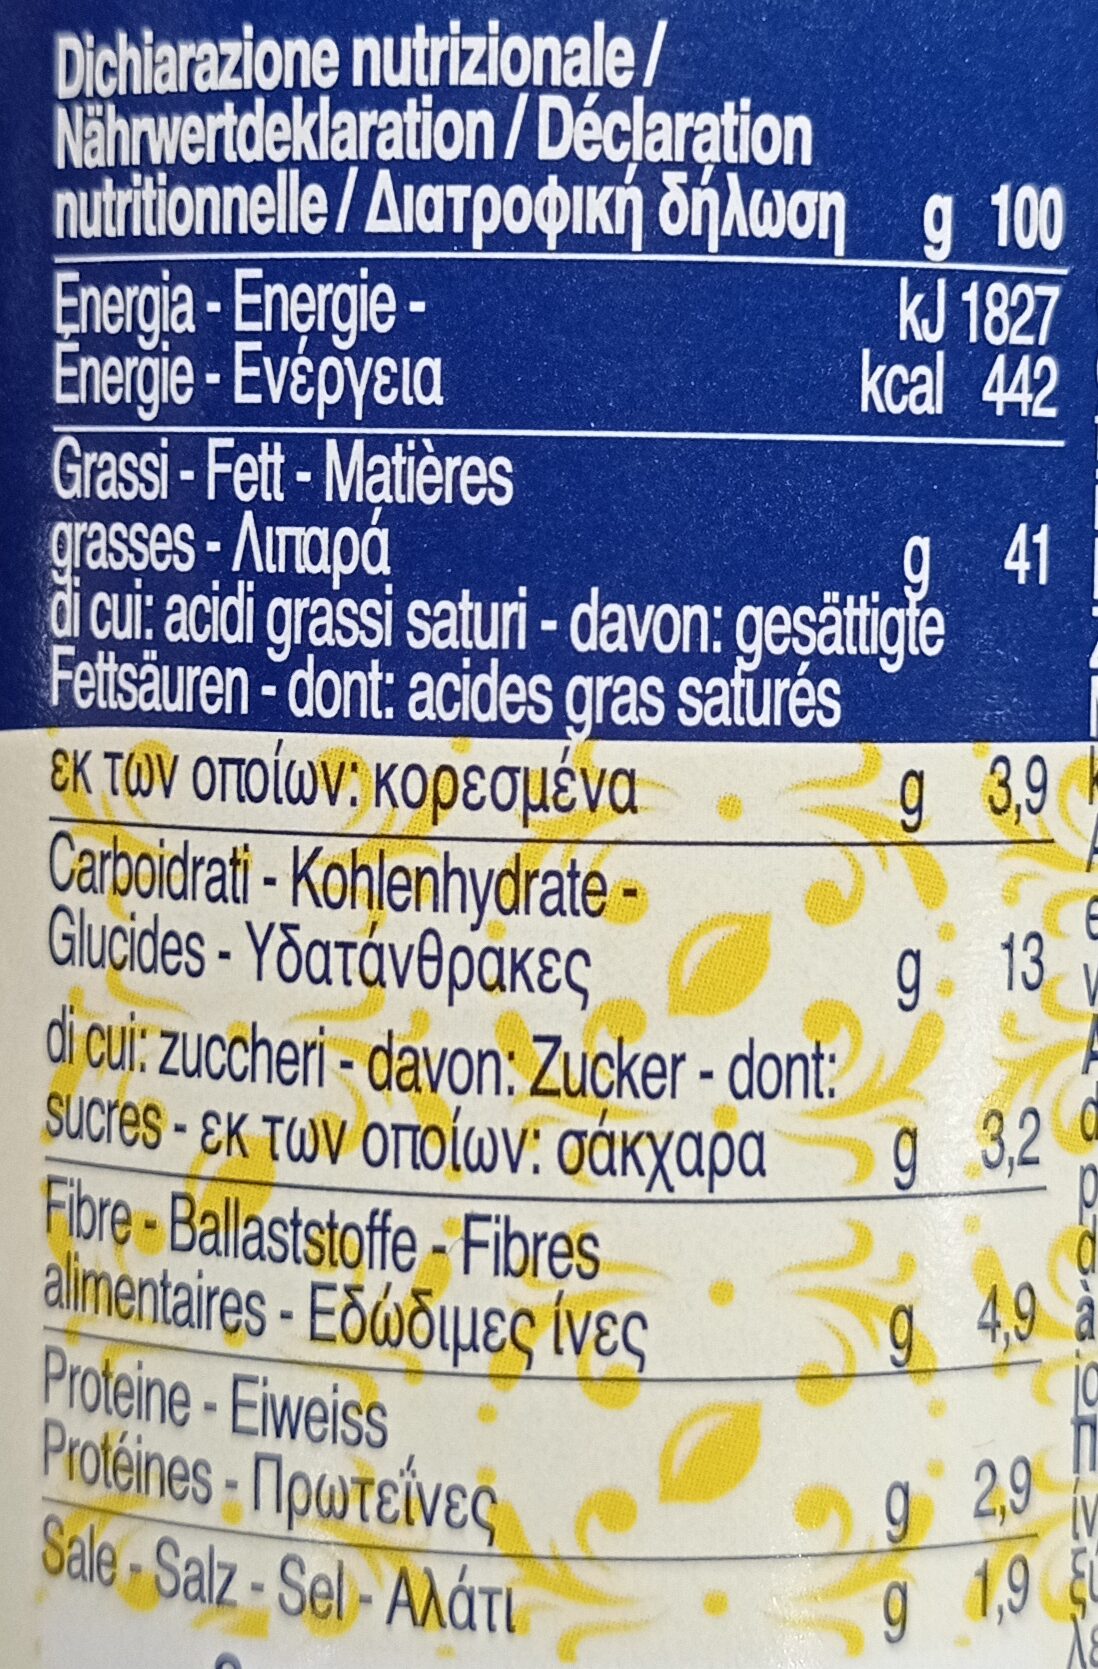 Dichiarazione nutrizionale /
Nährwertdeklaration / Déclaration
nutritionnelle / Διατροφική δήλωση g 100
Energia - Energie - kJ 1827
Énergie - Ενέργεια kcal 442
Grassi - Fett - Matières
grasses - Λιπαρά g 41
di cui: acidi grassi saturi - davon: gesättigte
Fettsäuren - dont: acides gras saturés
εκ των οποίων: κορεσμένα g 3,9
Carboidrati - Kohlenhydrate -
Glucides - Υδατάνθρακες g 13
di cui: zuccheri - davon: Zucker - dont:
sucres - εκ των οποίων: σάκχαρα g 3,2
Fibre - Ballaststoffe - Fibres
alimentaires - Εδώδιμες ίνες g 4,9
Proteine - Eiweiss
Protéines - Πρωτεΐνες g 2,9
Sale - Salz - Sel - Αλάτι g 1,9